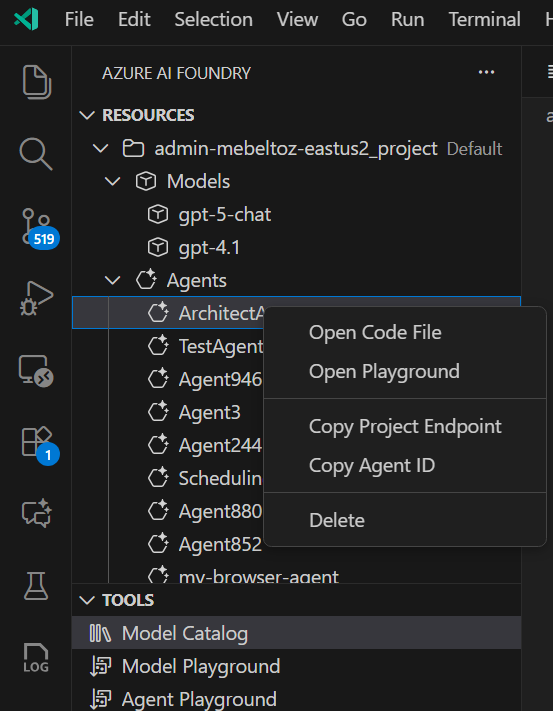 File Edit Selection View Go Run Terminal
AZURE AI FOUNDRY ...
RESOURCES
admin-mebeltoz-eastus2_project Default
Models
gpt-5-chat
519
gpt-4.1
Agents
ArchitectA
Open Code File
TestAgent
Open Playground
Agent946
Agent3
Copy Project Endpoint
Agent244
1
Copy Agent ID
Schedulin
Agent880
Delete
Agent852
my-browser-agent
TOOLS
Model Catalog
LOG
Model Playground
Agent Playground